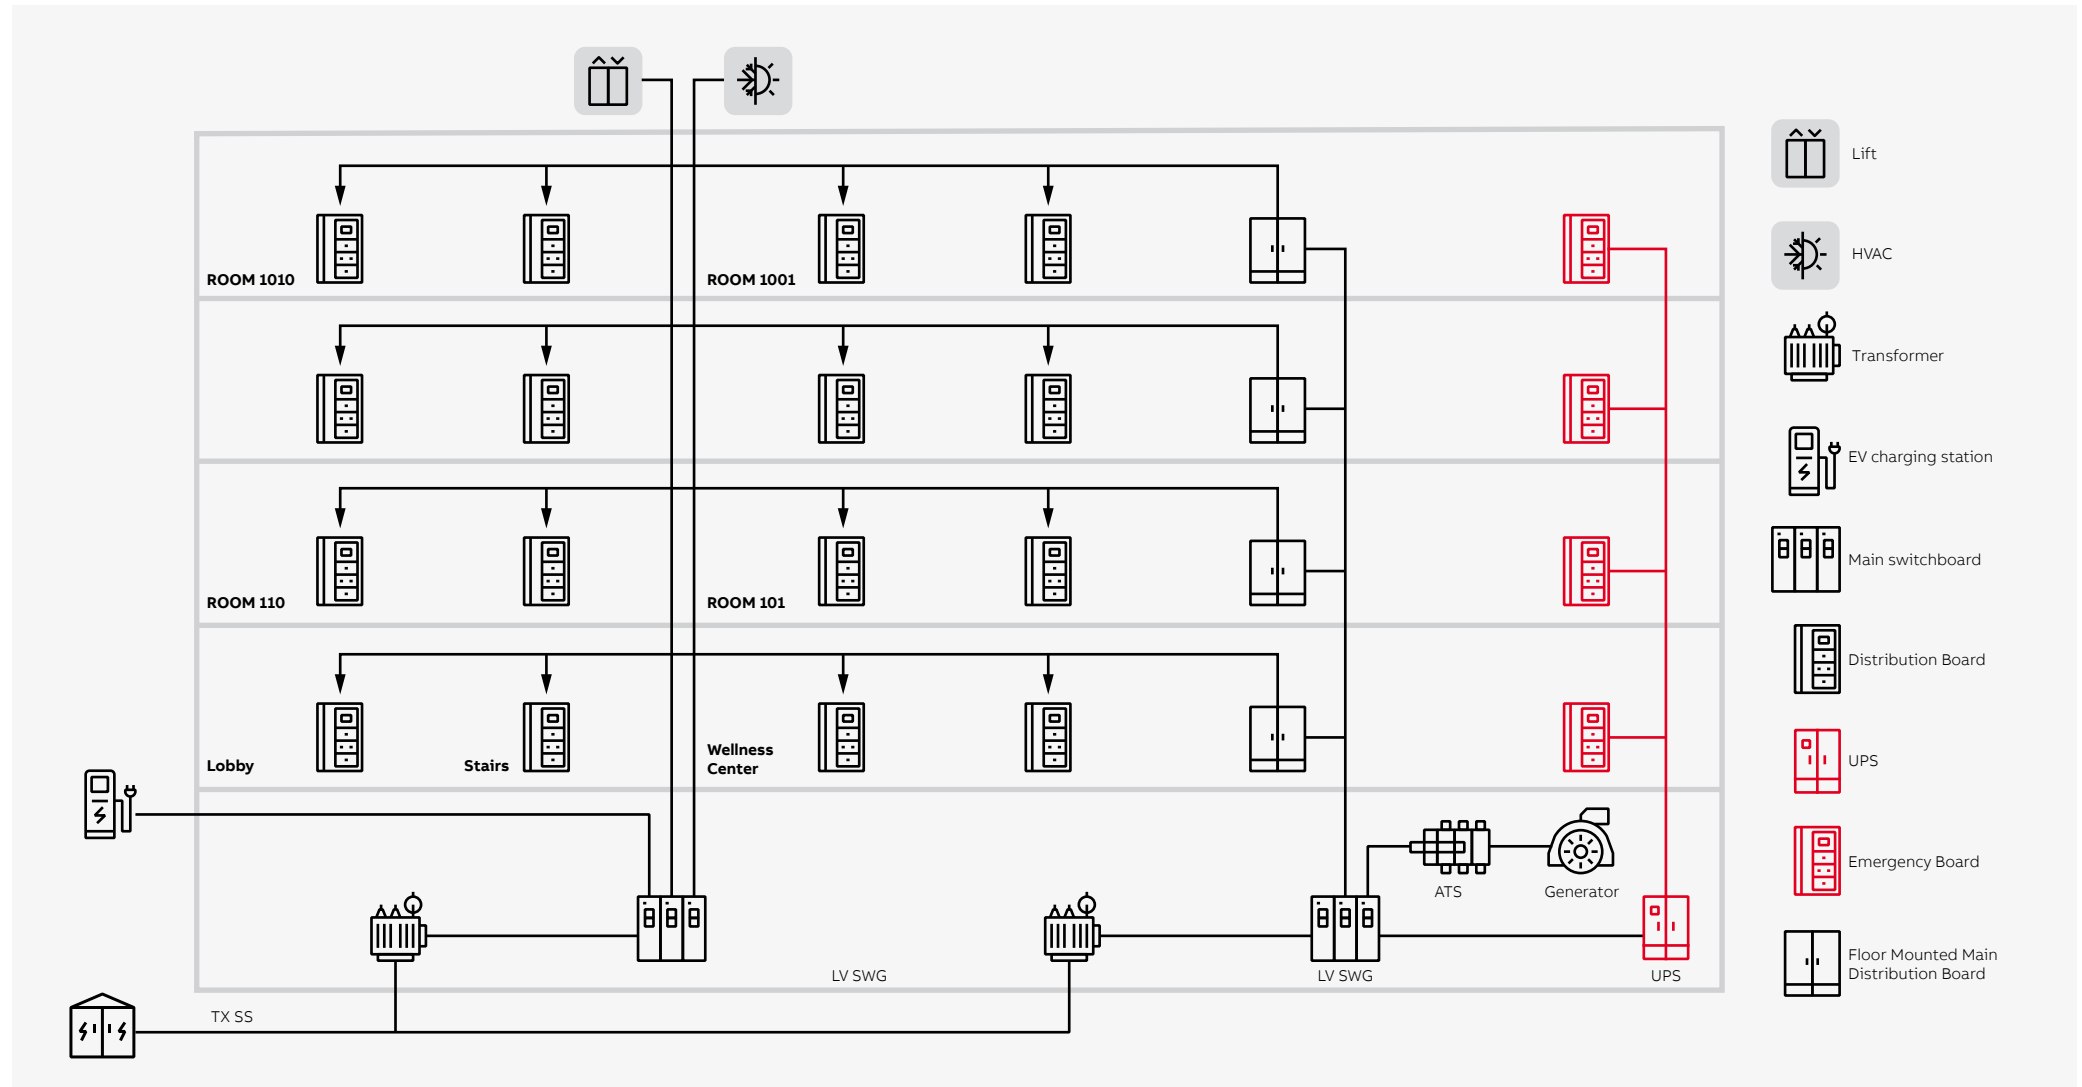 ROOM 1010
ROOM 1001
ROOM 110
ROOM 101
Lobby
Stairs
Wellness
Center
ATS
Generator
LV SWG
LV SWG
UPS
TX SS
Lift
HVAC
Transformer
EV charging station
Main switchboard
Distribution Board
UPS
Emergency Board
Floor Mounted Main
Distribution Board